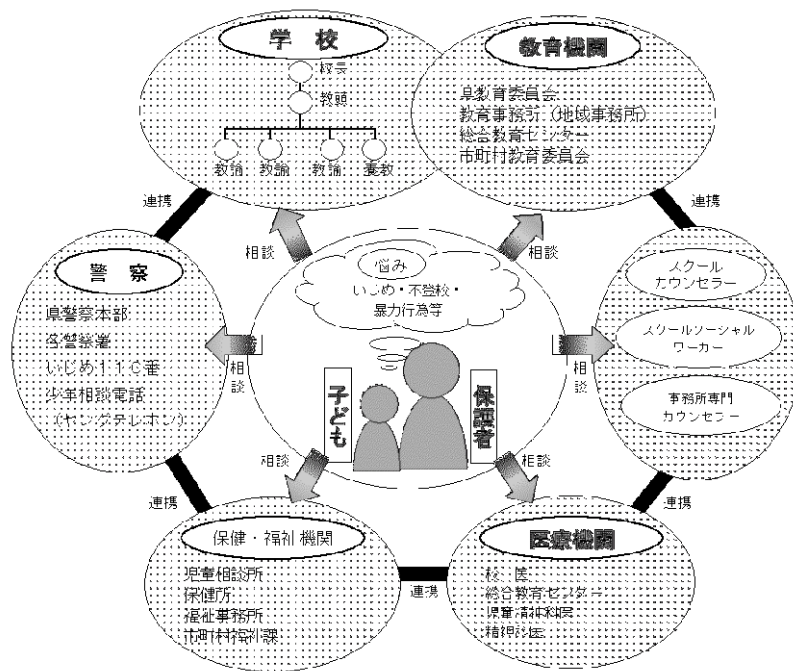 学 校
校長
教頭
教諭
教諭
教諭
養教
教育機関
県教育委員会
教育事務所（地域事務所）
総合教育センター
市町村教育委員会
連携
連携
相談
相談
警 察
県警察本部
各警察署
いじめ110番
少年相談電話
（ヤングテレホン）
悩み
いじめ・不登校・
暴力行為等
スクール
カウンセラー
スクールソーシャル
ワーカー
事務所専門
カウンセラー
相談
相談
子ども
保護者
相談
相談
連携
連携
保健・福祉機関
児童相談所
保健所
福祉事務所
市町村福祉課
連携
医療機関
校 医
総合教育センター
児童精神科医
精神科医